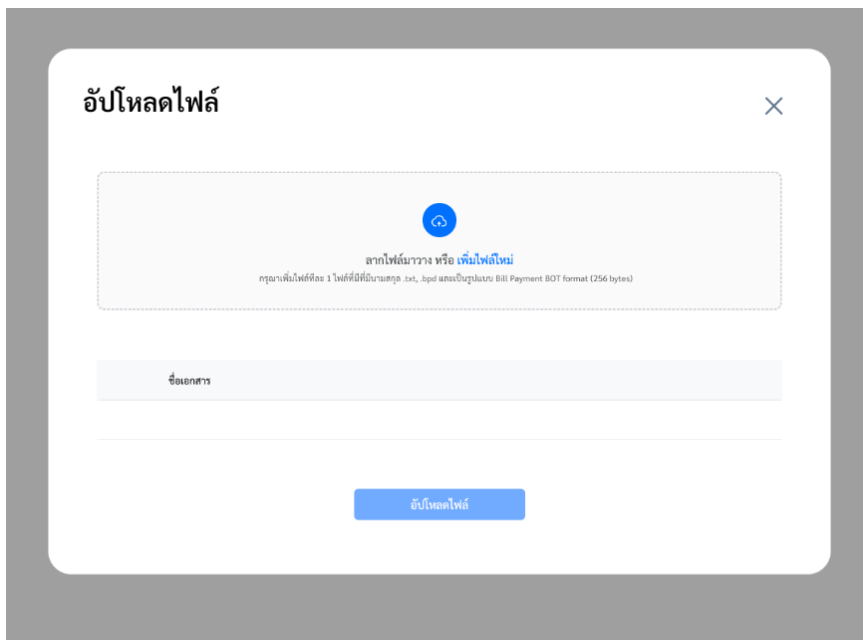 อัปโหลดไฟล์
ลากไฟล์มาวาง หรือ เพิ่มไฟล์ใหม่
กรุณาเพิ่มไฟล์ทีละ 1 ไฟล์ที่มีที่มีนามสกุล .txt, .bpd และเป็นรูปแบบ Bill Payment BOT format (256 bytes)
ชื่อเอกสาร
อัปโหลดไฟล์